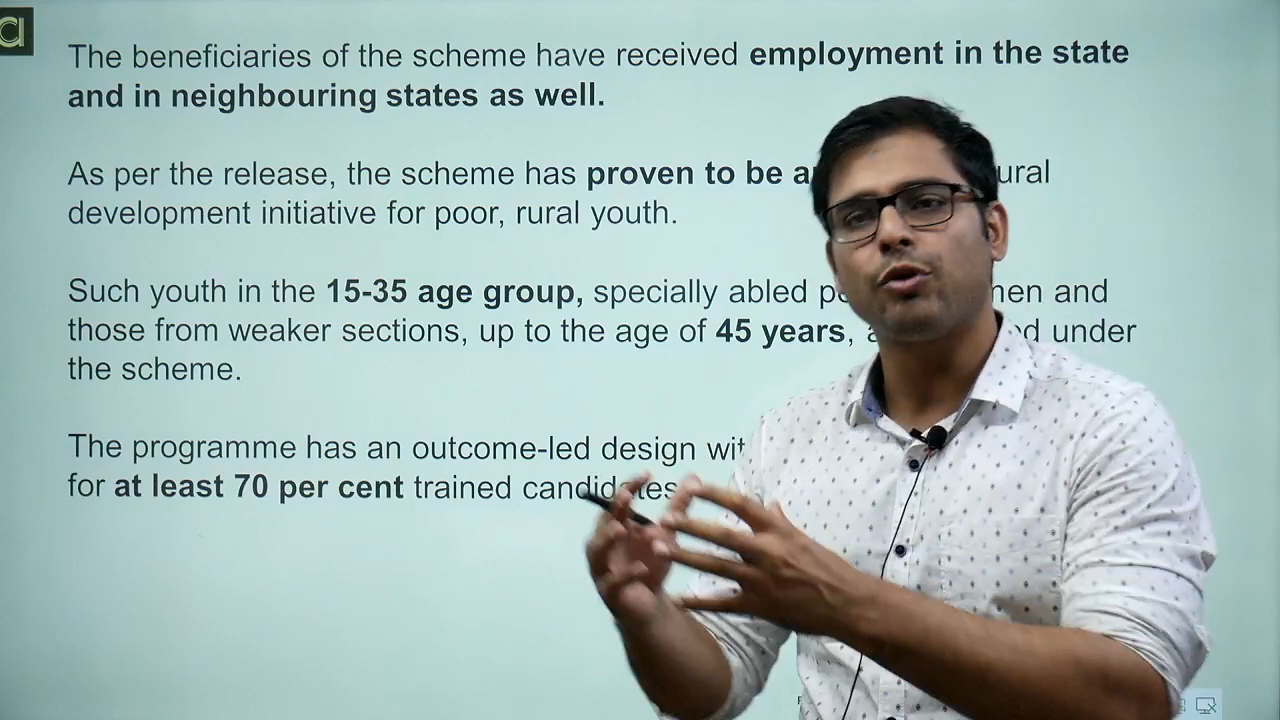 The beneficiaries of the scheme have received employment in the state
and in neighbouring states as well.
As per the release, the scheme has proven to be
development initiative for poor, rural youth.
Such youth in the 15-35 age group, specially abled and
those from weaker sections, up to the age of 45 years, under
the scheme.
The programme has an outcome-led design
for at least 70 per cent trained